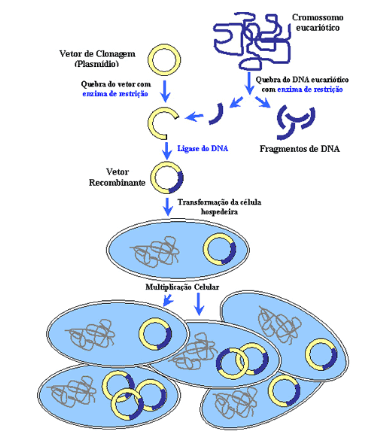 Cromossomo
eucariótico
Vetor de Clonagem
(Plasmídio)
Quebra do vetor com
enzima de restrição
Quebra do DNA eucariótico
com enzima de restrição
Ligase do DNA
Fragmentos de DNA
Vetor
Recombinante
Transformação da célula
hospedeira
Multiplicação Celular